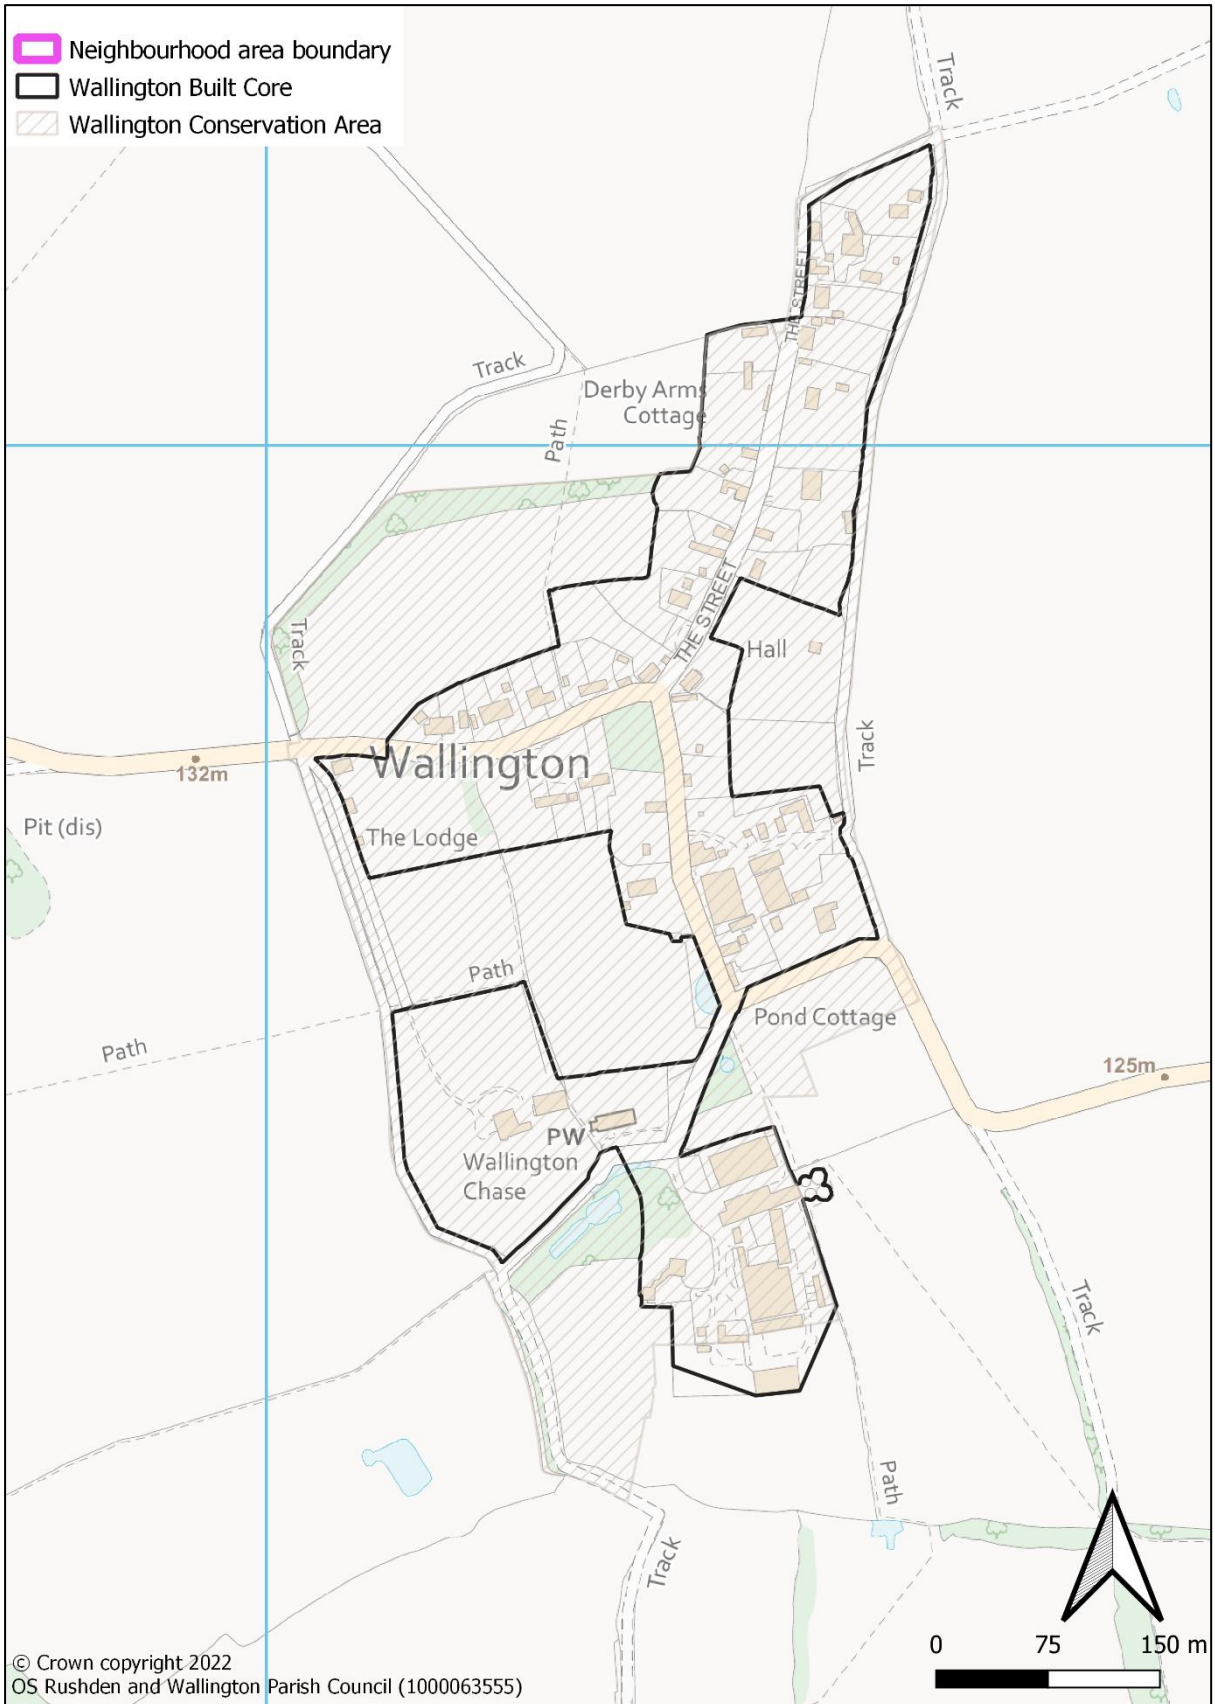 Neighbourhood area boundary
Wallington Built Core
Wallington Conservation Area
Track
THE STREET
Track
Derby Arms
Cottage
Path
THE STREET
Hall
Track
Track
Wallington
132m
Pit (dis)
The Lodge
Path
Path
Pond Cottage
125m
PW
Wallington
Chase
Track
Path
Track
0 75 150 m
© Crown copyright 2022
OS Rushden and Wallington Parish Council (1000063555)